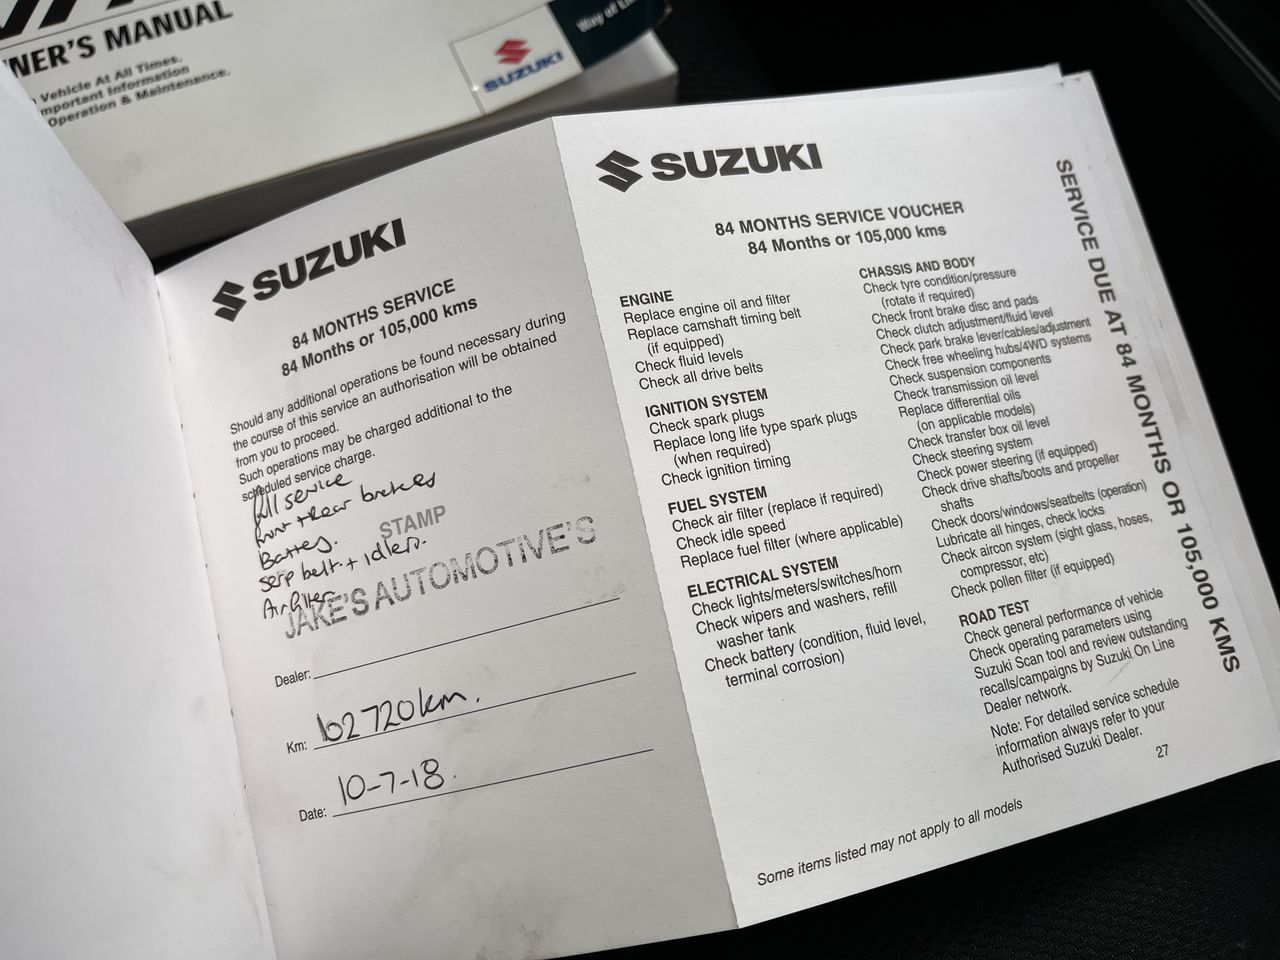 NER'S MANUAL
Vehicle At All Times.
mportant Information
Operation & Maintenance.
SUZUKI
Way of Li
SUZUKI
84 MONTHS SERVICE
84 Months or 105,000 kms
Should any additional operations be found necessary during
the course of this service an authorisation will be obtained
from you to proceed.
Such operations may be charged additional to the
scheduled service charge.
full service
front + rear brakes
Battery.
STAMP
serp belt + idlers.
Air filter
JAKE'S AUTOMOTIVE'S
Dealer:
Km: 102720km.
Date: 10-7-18.
SUZUKI
84 MONTHS SERVICE VOUCHER
84 Months or 105,000 kms
ENGINE
Replace engine oil and filter
Replace camshaft timing belt
(if equipped)
Check fluid levels
Check all drive belts
IGNITION SYSTEM
Check spark plugs
Replace long life type spark plugs
(when required)
Check ignition timing
FUEL SYSTEM
Check air filter (replace if required)
Check idle speed
Replace fuel filter (where applicable)
ELECTRICAL SYSTEM
Check lights/meters/switches/horn
Check wipers and washers, refill
washer tank
Check battery (condition, fluid level,
terminal corrosion)
CHASSIS AND BODY
Check tyre condition/pressure
(rotate if required)
Check front brake disc and pads
Check clutch adjustment/fluid level
Check park brake lever/cables/adjustment
Check free wheeling hubs/4WD systems
Check suspension components
Check transmission oil level
Replace differential oils
(on applicable models)
Check transfer box oil level
Check steering system
Check power steering (if equipped)
Check drive shafts/boots and propeller
shafts
Check doors/windows/seatbelts (operation)
Lubricate all hinges, check locks
Check aircon system (sight glass, hoses,
compressor, etc)
Check pollen filter (if equipped)
ROAD TEST
Check general performance of vehicle
Check operating parameters using
Suzuki Scan tool and review outstanding
recalls/campaigns by Suzuki On Line
Dealer network.
Note: For detailed service schedule
information always refer to your
Authorised Suzuki Dealer.
27
Some items listed may not apply to all models
SERVICE DUE AT 84 MONTHS OR 105,000 KMS